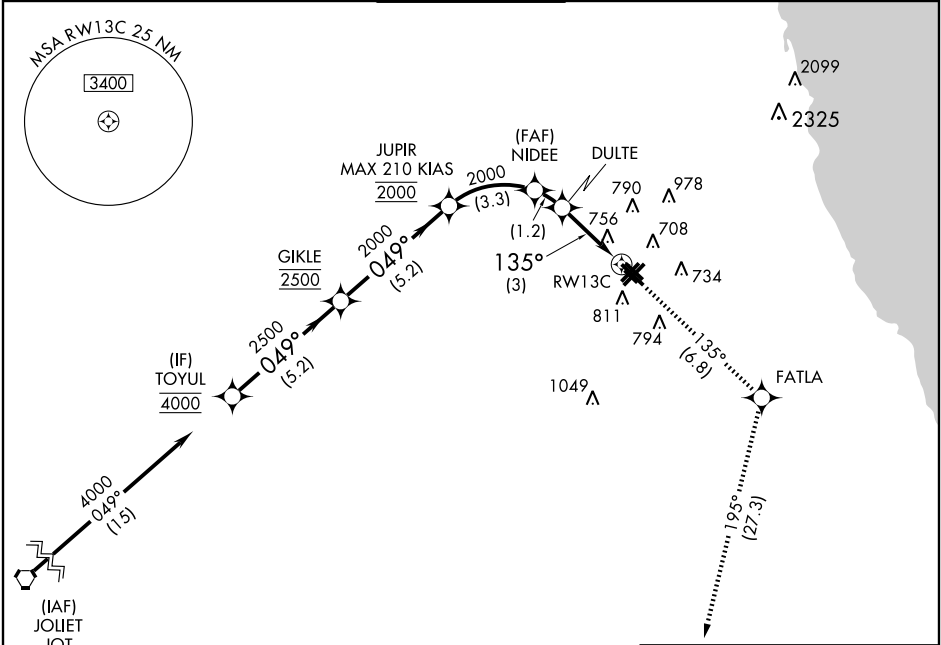 MSA RW13C 25 NM
3400
2099
2325
(FAF)
NIDEE
DULTE
JUPIR
MAX 210 KIAS
2000
2000
(3.3)
790
978
756
708
(1.2)
135°
(3)
RW13C
734
811
794
GIKLE
2500
2000
049°
(5.2)
(IF)
TOYUL
4000
2500
049°
(5.2)
135°
(6.8)
FATLA
1049
4000
049°
(15)
195°
(27.3)
(IAF)
JOLIET
JOT